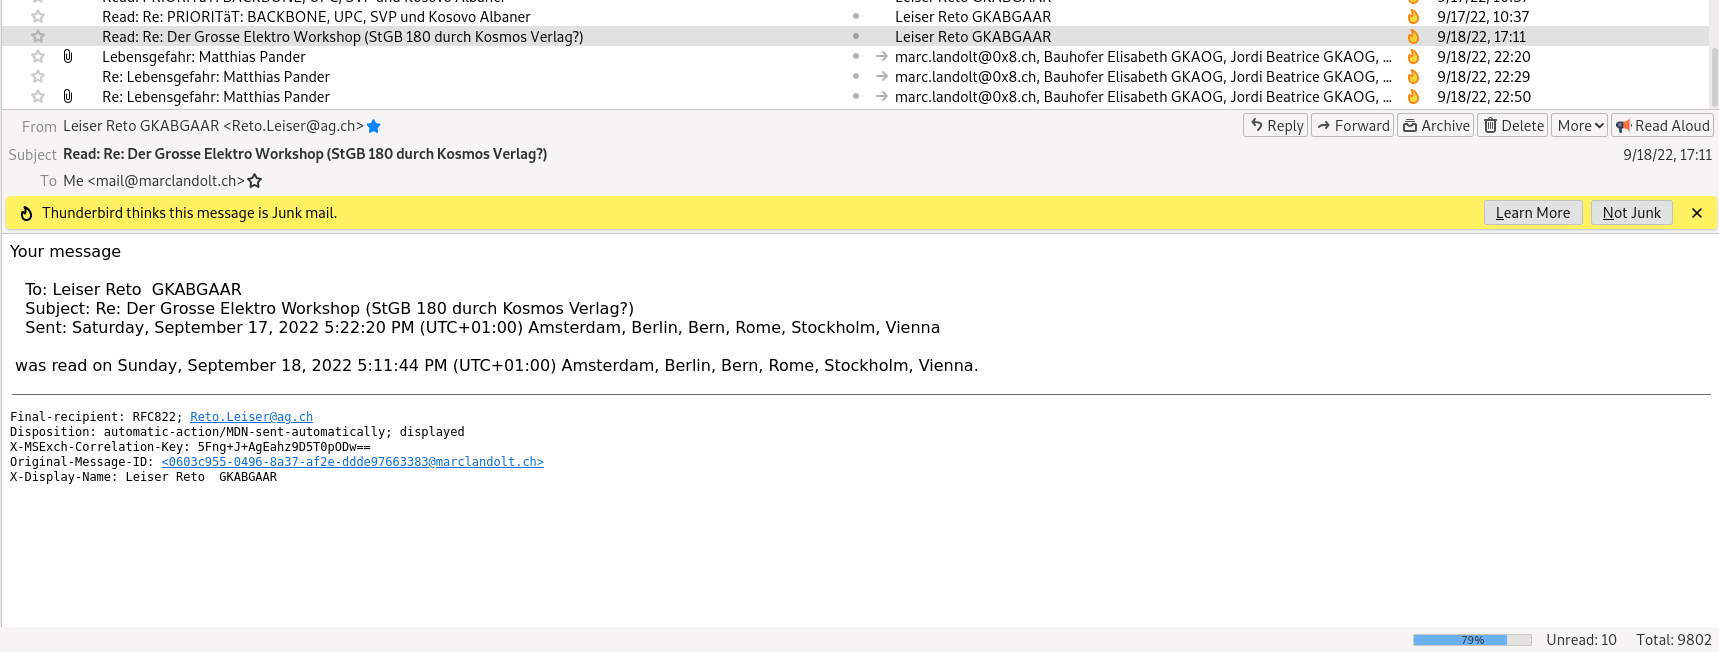 Read: Re: PRIORITäT: BACKBONE, UPC, SVP und Kosovo Albaner Leiser Reto GKABGAAR 9/17/22, 10:37
Read: Re: Der Grosse Elektro Workshop (StGB 180 durch Kosmos Verlag?) Leiser Reto GKABGAAR 9/18/22, 17:11
Lebensgefahr: Matthias Pander marc.landolt@0x8.ch, Bauhofer Elisabeth GKAOG, Jordi Beatrice GKAOG, ... 9/18/22, 22:20
Re: Lebensgefahr: Matthias Pander marc.landolt@0x8.ch, Bauhofer Elisabeth GKAOG, Jordi Beatrice GKAOG, ... 9/18/22, 22:29
Re: Lebensgefahr: Matthias Pander marc.landolt@0x8.ch, Bauhofer Elisabeth GKAOG, Jordi Beatrice GKAOG, ... 9/18/22, 22:50
From Leiser Reto GKABGAAR <Reto.Leiser@ag.ch> Reply Forward Archive Delete More Read Aloud
Subject Read: Re: Der Grosse Elektro Workshop (StGB 180 durch Kosmos Verlag?) 9/18/22, 17:11
To Me <mail@marclandolt.ch>
Thunderbird thinks this message is Junk mail. Learn More Not Junk
Your message
To: Leiser Reto  GKABGAAR
Subject: Re: Der Grosse Elektro Workshop (StGB 180 durch Kosmos Verlag?)
Sent: Saturday, September 17, 2022 5:22:20 PM (UTC+01:00) Amsterdam, Berlin, Bern, Rome, Stockholm, Vienna
was read on Sunday, September 18, 2022 5:11:44 PM (UTC+01:00) Amsterdam, Berlin, Bern, Rome, Stockholm, Vienna.
Final-recipient: RFC822; Reto.Leiser@ag.ch
Disposition: automatic-action/MDN-sent-automatically; displayed
X-MSExch-Correlation-Key: 5Fng+J+AgEahz9D5T0pODw==
Original-Message-ID: <0603c955-0496-8a37-af2e-ddde97663383@marclandolt.ch>
X-Display-Name: Leiser Reto  GKABGAAR
79% Unread: 10 Total: 9802